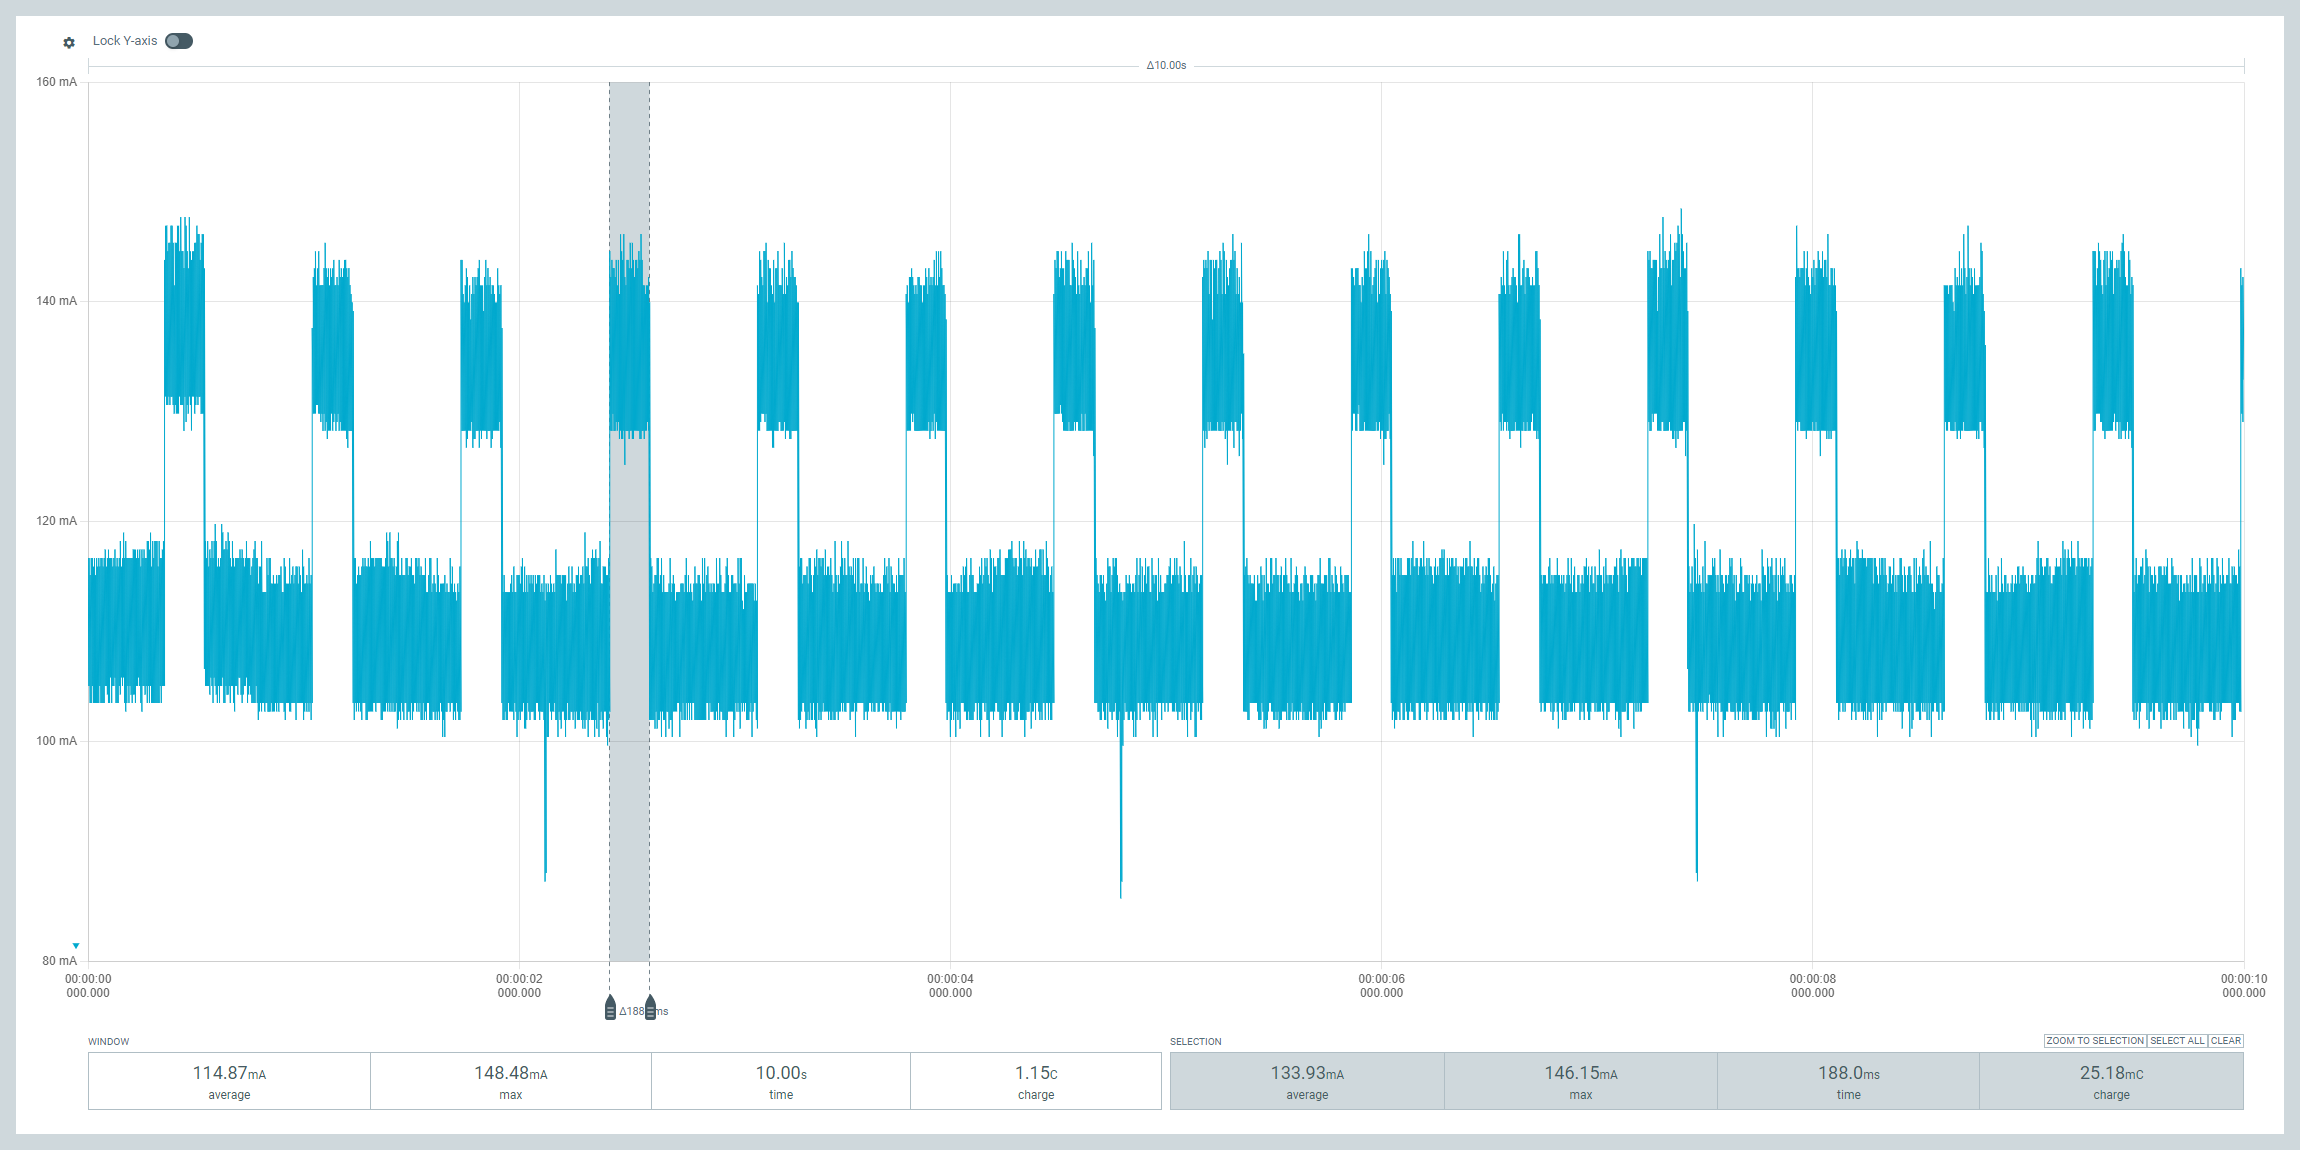 Lock Y-axis
Δ10.00s
160 mA
140 mA
120 mA
100 mA
80 mA
00:00:00 00:00:02 00:00:04 00:00:06 00:00:08 00:00:10
000.000 000.000 000.000 000.000 000.000 000.000
Δ188 ms
WINDOW
114.87mA 148.48mA 10.00s 1.15C
average max time charge
SELECTION ZOOM TO SELECTION SELECT ALL CLEAR
133.93mA 146.15mA 188.0ms 25.18mC
average max time charge